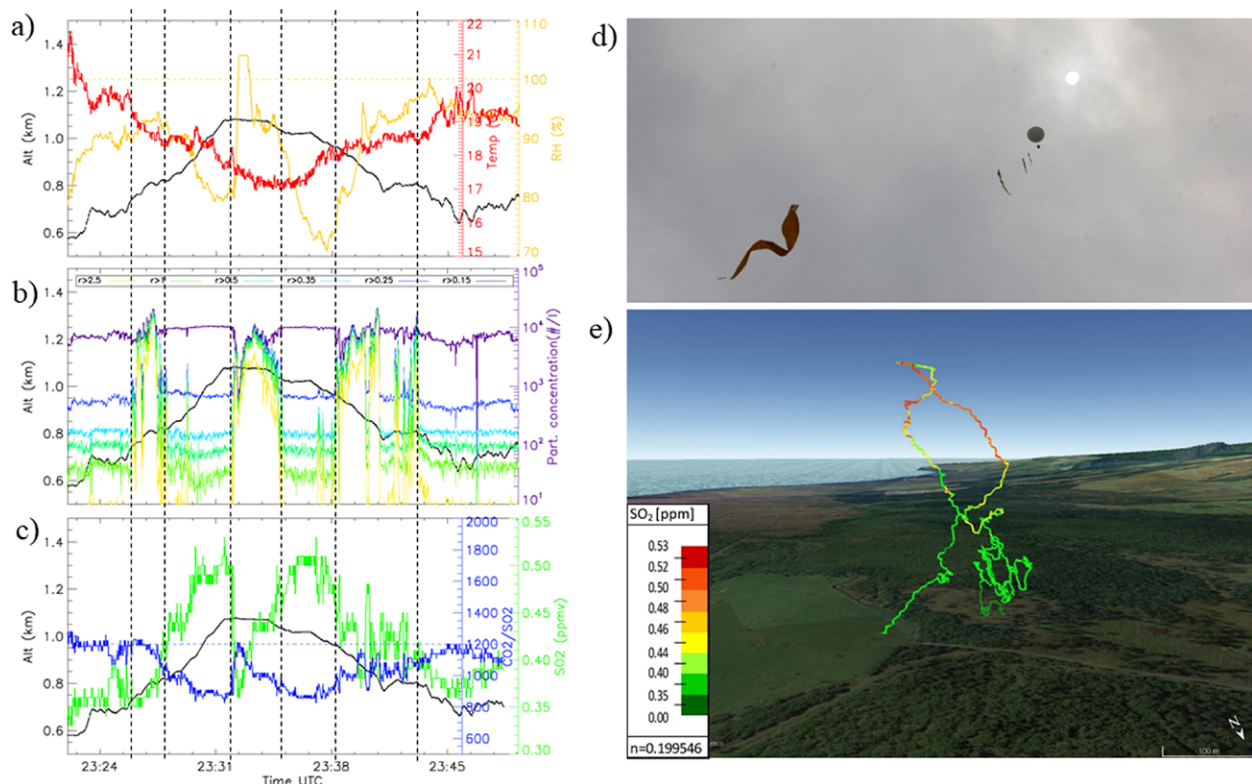 a)
1.4
1.2
1.0
0.8
0.6
Alt (km)
22
21
20
19
18
17
16
15
Temp
110
100
90
80
70
RH (%)
b)
r>2.5 r>1 r>0.5 r>0.35 r>0.25 r>0.15
1.4
1.2
1.0
0.8
0.6
Alt (km)
10⁵
10⁴
10³
10²
10¹
Part. concentration(#/l)
c)
1.4
1.2
1.0
0.8
0.6
Alt (km)
2000
1800
1600
1400
1200
1000
800
600
CO2/SO2
0.55
0.50
0.45
0.40
0.35
0.30
SO2 (ppmv)
23:24 23:31 23:38 23:45
Time UTC
d)
e)
SO₂ [ppm]
0.53
0.52
0.48
0.46
0.44
0.40
0.35
0.00
n=0.199546
N
100 m